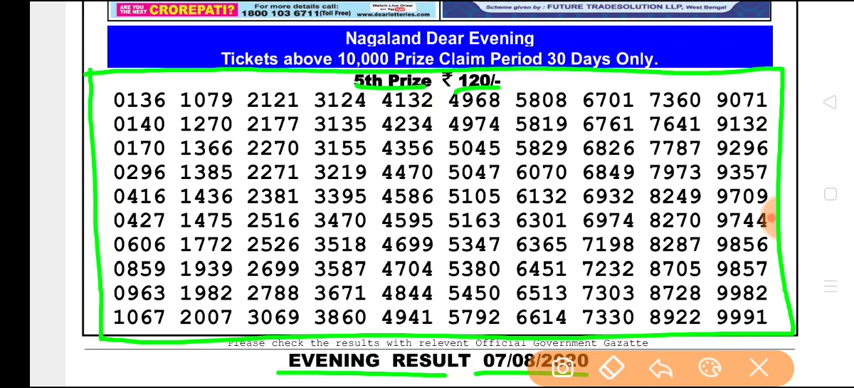 ARE YOU THE NEXT CROREPATI? For more details call: 1800 103 6711(Toll Free) www.dearlotteries.com
Scheme given by : FUTURE TRADESOLUTION LLP, West Bengal
Nagaland Dear Evening
Tickets above 10,000 Prize Claim Period 30 Days Only.
5th Prize ₹ 120/-
0136 1079 2121 3124 4132 4968 5808 6701 7360 9071
0140 1270 2177 3135 4234 4974 5819 6761 7641 9132
0170 1366 2270 3155 4356 5045 5829 6826 7787 9296
0296 1385 2271 3219 4470 5047 6070 6849 7973 9357
0416 1436 2381 3395 4586 5105 6132 6932 8249 9709
0427 1475 2516 3470 4595 5163 6301 6974 8270 9744
0606 1772 2526 3518 4699 5347 6365 7198 8287 9856
0859 1939 2699 3587 4704 5380 6451 7232 8705 9857
0963 1982 2788 3671 4844 5450 6513 7303 8728 9982
1067 2007 3069 3860 4941 5792 6614 7330 8922 9991
Please check the results with relevent Official Government Gazatte
EVENING RESULT 07/08/2020